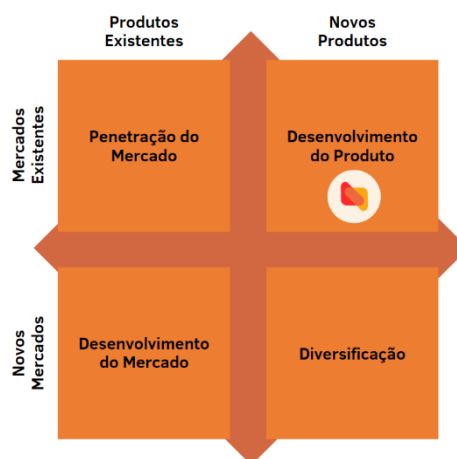 Produtos
Existentes
Novos
Produtos
Mercados
Existentes
Penetração do
Mercado
Desenvolvimento
do Produto
Novos
Mercados
Desenvolvimento
do Mercado
Diversificação